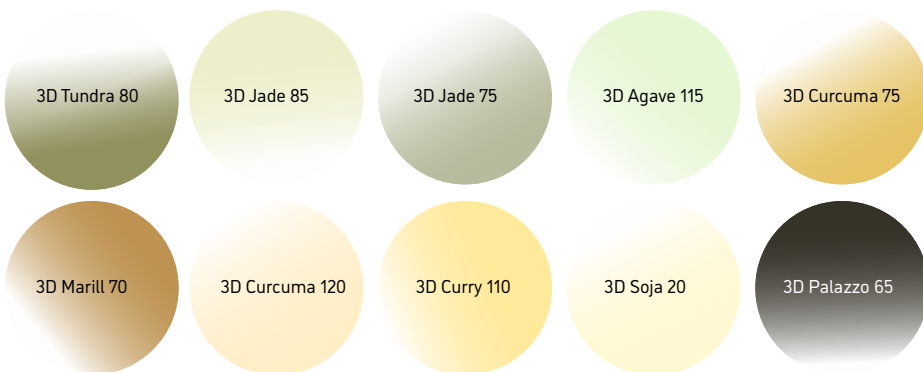 3D Tundra 80
3D Jade 85
3D Jade 75
3D Agave 115
3D Curcuma 75
3D Marill 70
3D Curcuma 120
3D Curry 110
3D Soja 20
3D Palazzo 65